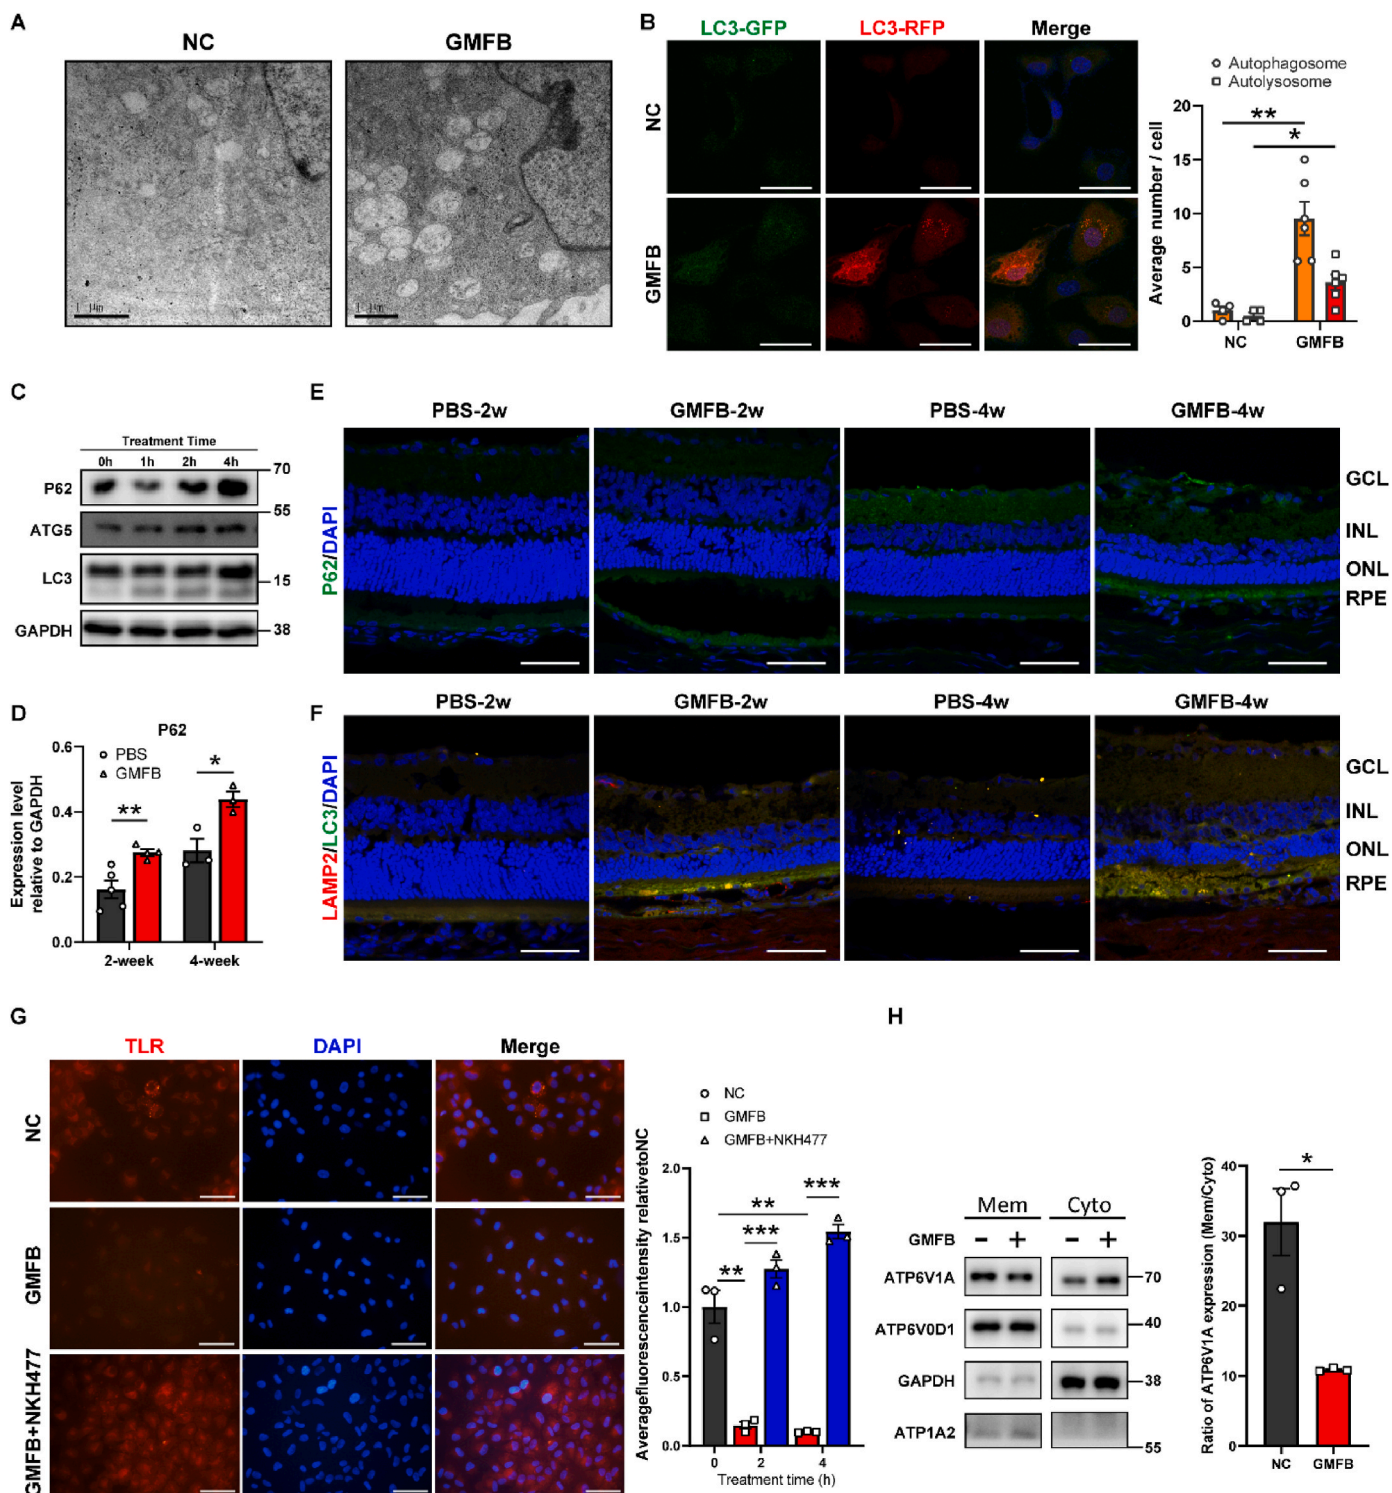 A
NC
GMFB
1 μm
1 μm
B
LC3-GFP
LC3-RFP
Merge
NC
GMFB
Autophagosome
Autolysosome
Average number / cell
20
15
10
5
0
**
*
NC
GMFB
C
Treatment Time
0h 1h 2h 4h
P62
70
55
ATG5
LC3
15
GAPDH
38
D
P62
PBS
GMFB
Expression level
relative to GAPDH
0.6
0.4
0.2
0.0
**
*
2-week
4-week
E
PBS-2w
GMFB-2w
PBS-4w
GMFB-4w
P62/DAPI
GCL
INL
ONL
RPE
F
PBS-2w
GMFB-2w
PBS-4w
GMFB-4w
LAMP2/LC3/DAPI
GCL
INL
ONL
RPE
G
TLR
DAPI
Merge
NC
GMFB
GMFB+NKH477
NC
GMFB
GMFB+NKH477
Averagefluorescenceintensity relativetoNC
2.0
1.5
1.0
0.5
0.0
**
***
**
***
0 2 4
Treatment time (h)
H
Mem Cyto
GMFB - + - +
ATP6V1A
70
ATP6V0D1
40
GAPDH
38
ATP1A2
55
Ratio of ATP6V1A expression (Mem/Cyto)
40
30
20
10
0
*
NC
GMFB